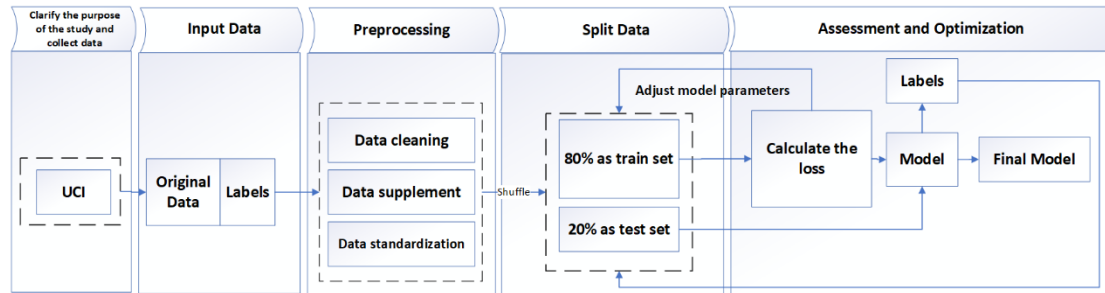 Clarify the purpose
of the study and
collect data
Input Data
Preprocessing
Split Data
Assessment and Optimization
UCI
Original
Data
Labels
Data cleaning
Data supplement
Data standardization
Shuffle
Adjust model parameters
80% as train set
20% as test set
Calculate the
loss
Labels
Model
Final Model